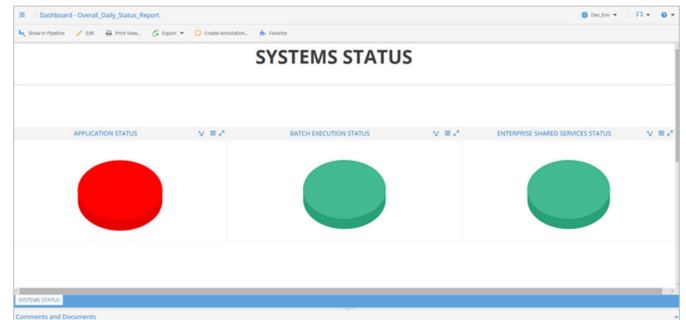 Dashboard - Overall_Daily_Status_Report
Dev_Env
Show in Pipeline Edit Print View... Export Create Annotation... Favorite
SYSTEMS STATUS
APPLICATION STATUS
BATCH EXECUTION STATUS
ENTERPRISE SHARED SERVICES STATUS
SYSTEMS STATUS
Comments and Documents